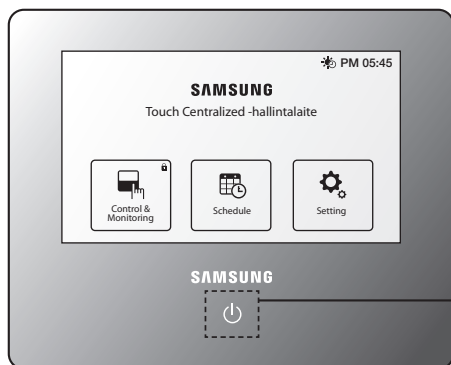 PM 05:45
SAMSUNG
Touch Centralized -hallintalaite
Control &
Monitoring
Schedule
Setting
SAMSUNG